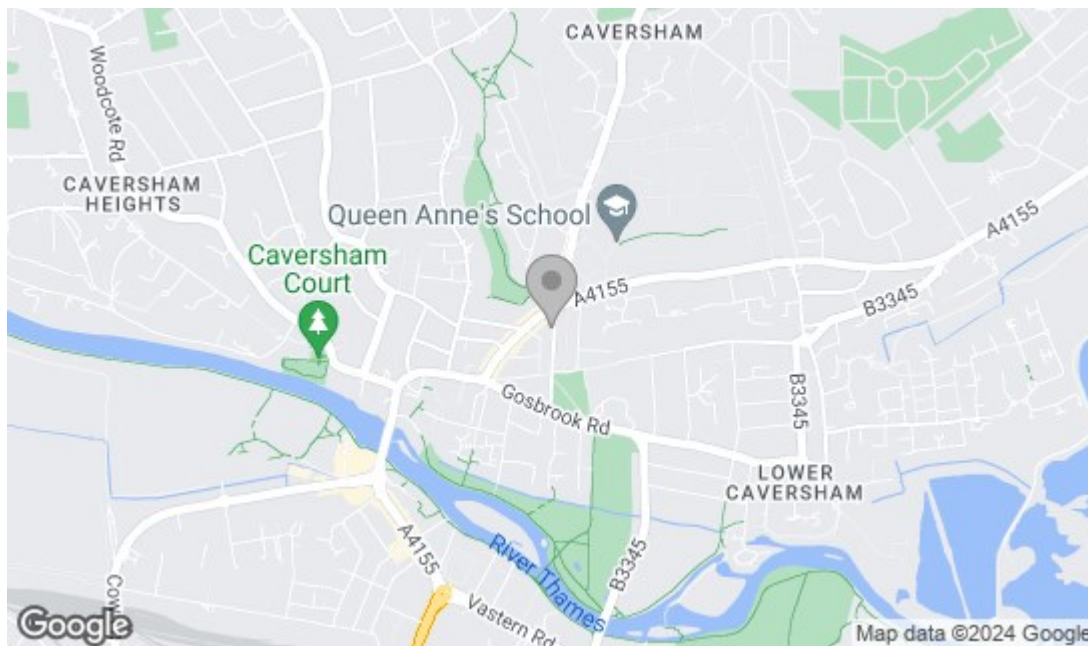 CAVERSHAM
Woodcote Rd
CAVERSHAM
HEIGHTS
Queen Anne's School
A4155
Caversham
Court
A4155
B3345
B3345
Gosbrook Rd
LOWER
CAVERSHAM
A4155
River Thames
B3345
Cow
Vastern Rd
Google
Map data ©2024 Google